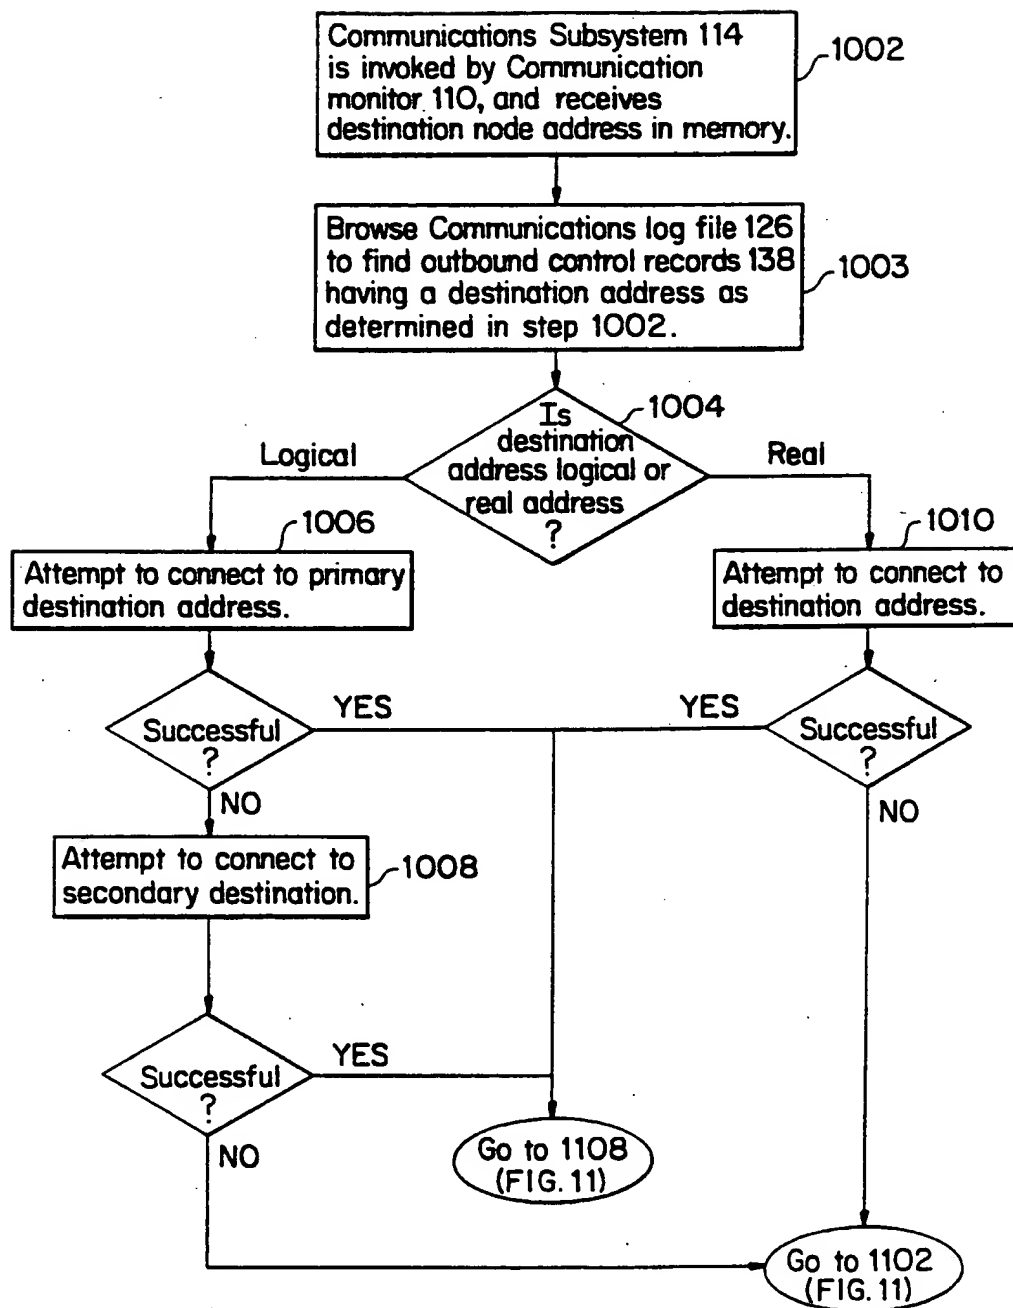 Communications Subsystem 114
is invoked by Communication
monitor 110, and receives
destination node address in memory.
1002
Browse Communications log file 126
to find outbound control records 138
having a destination address as
determined in step 1002.
1003
Is
destination
address logical or
real address
?
1004
Logical
Real
1006
Attempt to connect to primary
destination address.
1010
Attempt to connect to
destination address.
Successful
?
YES
NO
YES
Successful
?
NO
Attempt to connect to
secondary destination.
1008
Successful
?
YES
NO
Go to 1108
(FIG. 11)
Go to 1102
(FIG. 11)